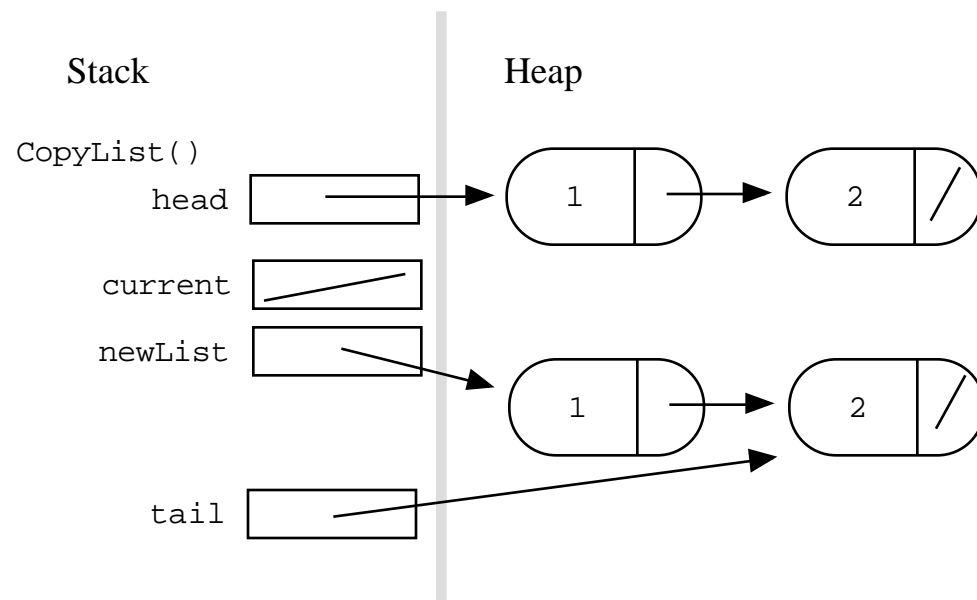 Stack
Heap
CopyList()
head
1
2
current
newList
1
2
tail